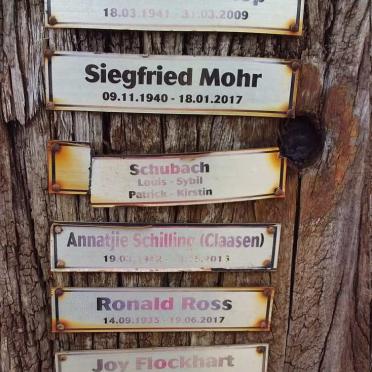 18.03.1941 - 31.03.2009
Siegfried Mohr
09.11.1940 - 18.01.2017
Schubach
Louis - Sybil
Patrick - Kirstin
Annatjie Schilling (Claasen)
Ronald Ross
14.09.1935 - 19.06.2017
Joy Flockhart